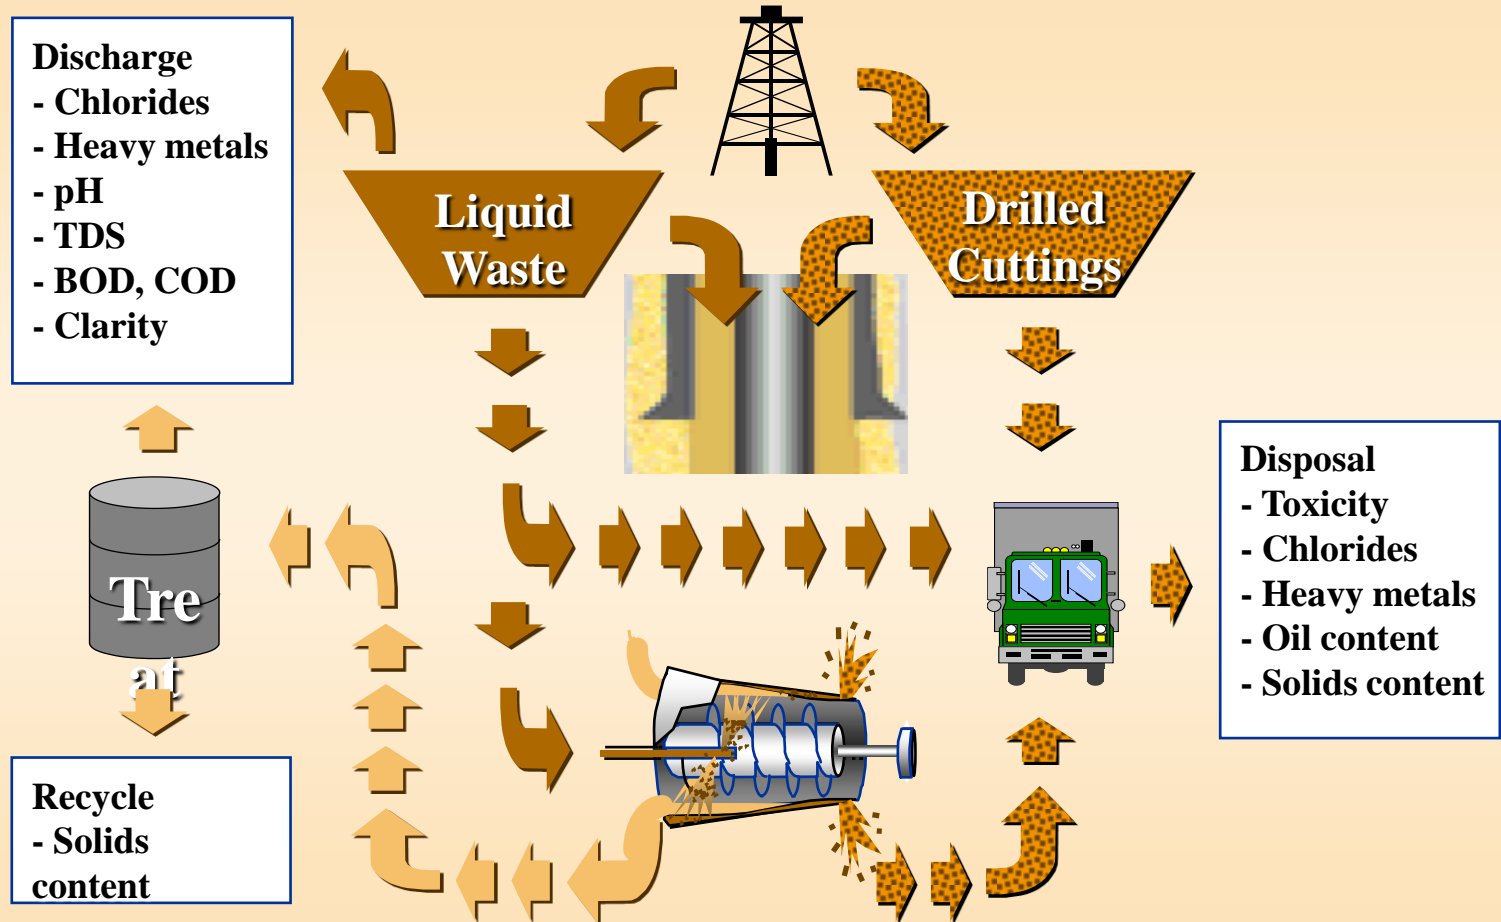 Discharge
- Chlorides
- Heavy metals
- pH
- TDS
- BOD, COD
- Clarity
Liquid
Waste
Drilled
Cuttings
Tre
at
Disposal
- Toxicity
- Chlorides
- Heavy metals
- Oil content
- Solids content
Recycle
- Solids
content